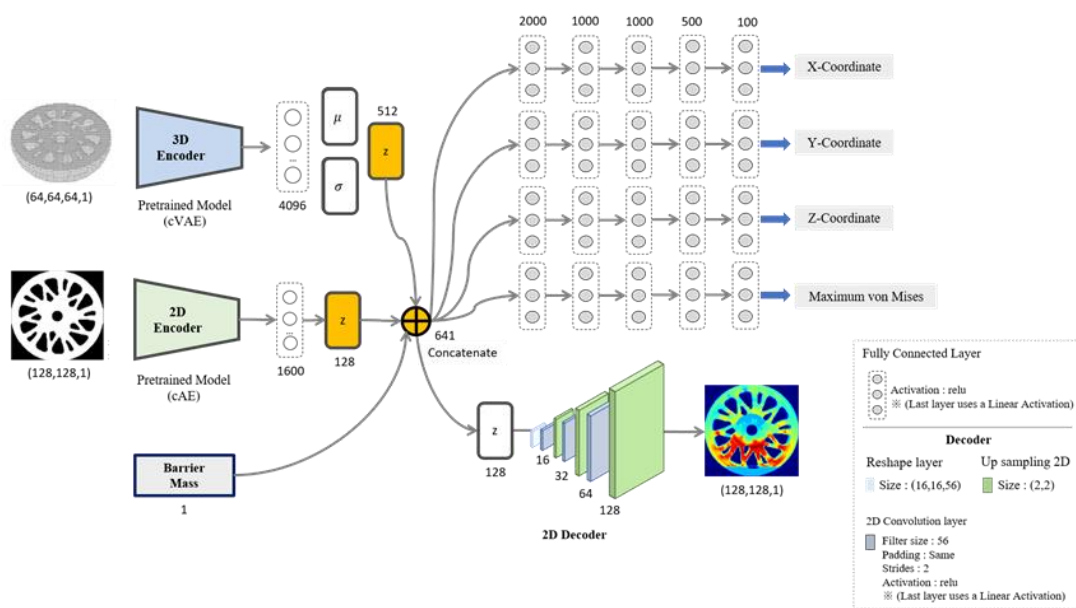 2000 1000 1000 500 100
X-Coordinate
Y-Coordinate
Z-Coordinate
Maximum von Mises
3D
Encoder
(64,64,64,1)
Pretrained Model
(cVAE)
...
4096
μ
σ
512
z
2D
Encoder
(128,128,1)
Pretrained Model
(cAE)
...
1600
z
128
641
Concatenate
Barrier
Mass
1
z
128
16
32
64
128
2D Decoder
(128,128,1)
Fully Connected Layer
Activation : relu
※ (Last layer uses a Linear Activation)
Decoder
Reshape layer
Size : (16,16,56)
Up sampling 2D
Size : (2,2)
2D Convolution layer
Filter size : 56
Padding : Same
Strides : 2
Activation : relu
※ (Last layer uses a Linear Activation)